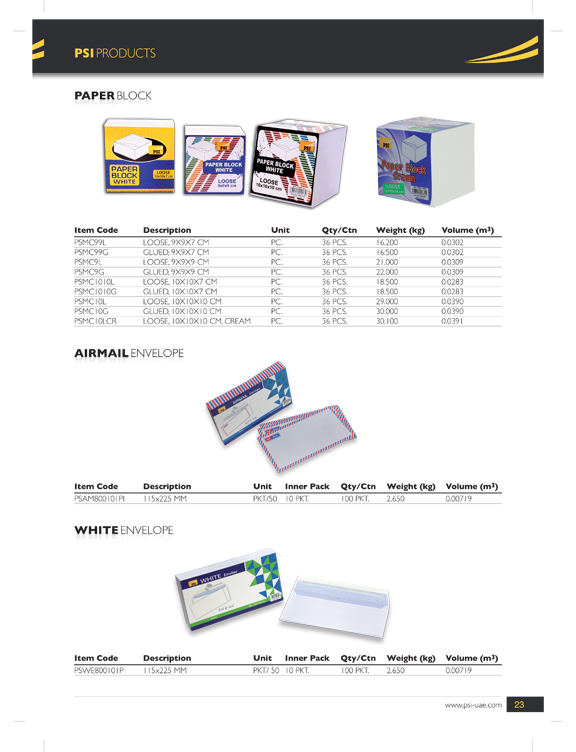 PSI PRODUCTS
PAPER BLOCK
PSI
PAPER BLOCK WHITE
LOOSE
PSI
PAPER BLOCK
WHITE
LOOSE
9x9x9 cm
PSI
PAPER BLOCK
WHITE
LOOSE
10x10x10 cm
PSI
Paper Block
Cream
LOOSE
Item Code Description Unit Qty/Ctn Weight (kg) Volume (m³)
PSMC99L LOOSE, 9X9X7 CM PC. 36 PCS. 16.200 0.0302
PSMC99G GLUED, 9X9X7 CM PC. 36 PCS. 16.500 0.0302
PSMC9L LOOSE, 9X9X9 CM PC. 36 PCS. 21.000 0.0309
PSMC9G GLUED, 9X9X9 CM PC. 36 PCS. 22.000 0.0309
PSMC1010L LOOSE, 10X10X7 CM PC. 36 PCS. 18.500 0.0283
PSMC1010G GLUED, 10X10X7 CM PC. 36 PCS. 18.500 0.0283
PSMC10L LOOSE, 10X10X10 CM PC. 36 PCS. 29.000 0.0390
PSMC10G GLUED, 10X10X10 CM PC. 36 PCS. 30.000 0.0390
PSMC10LCR LOOSE, 10X10X10 CM, CREAM PC. 36 PCS. 30.100 0.0391
AIRMAIL ENVELOPE
Item Code Description Unit Inner Pack Qty/Ctn Weight (kg) Volume (m³)
PSAM800101PI 115x225 MM PKT/50 10 PKT. 100 PKT. 2.650 0.00719
WHITE ENVELOPE
WHITE Envelope
Item Code Description Unit Inner Pack Qty/Ctn Weight (kg) Volume (m³)
PSWE800101P 115x225 MM PKT/ 50 10 PKT. 100 PKT. 2.650 0.00719
www.psi-uae.com 23